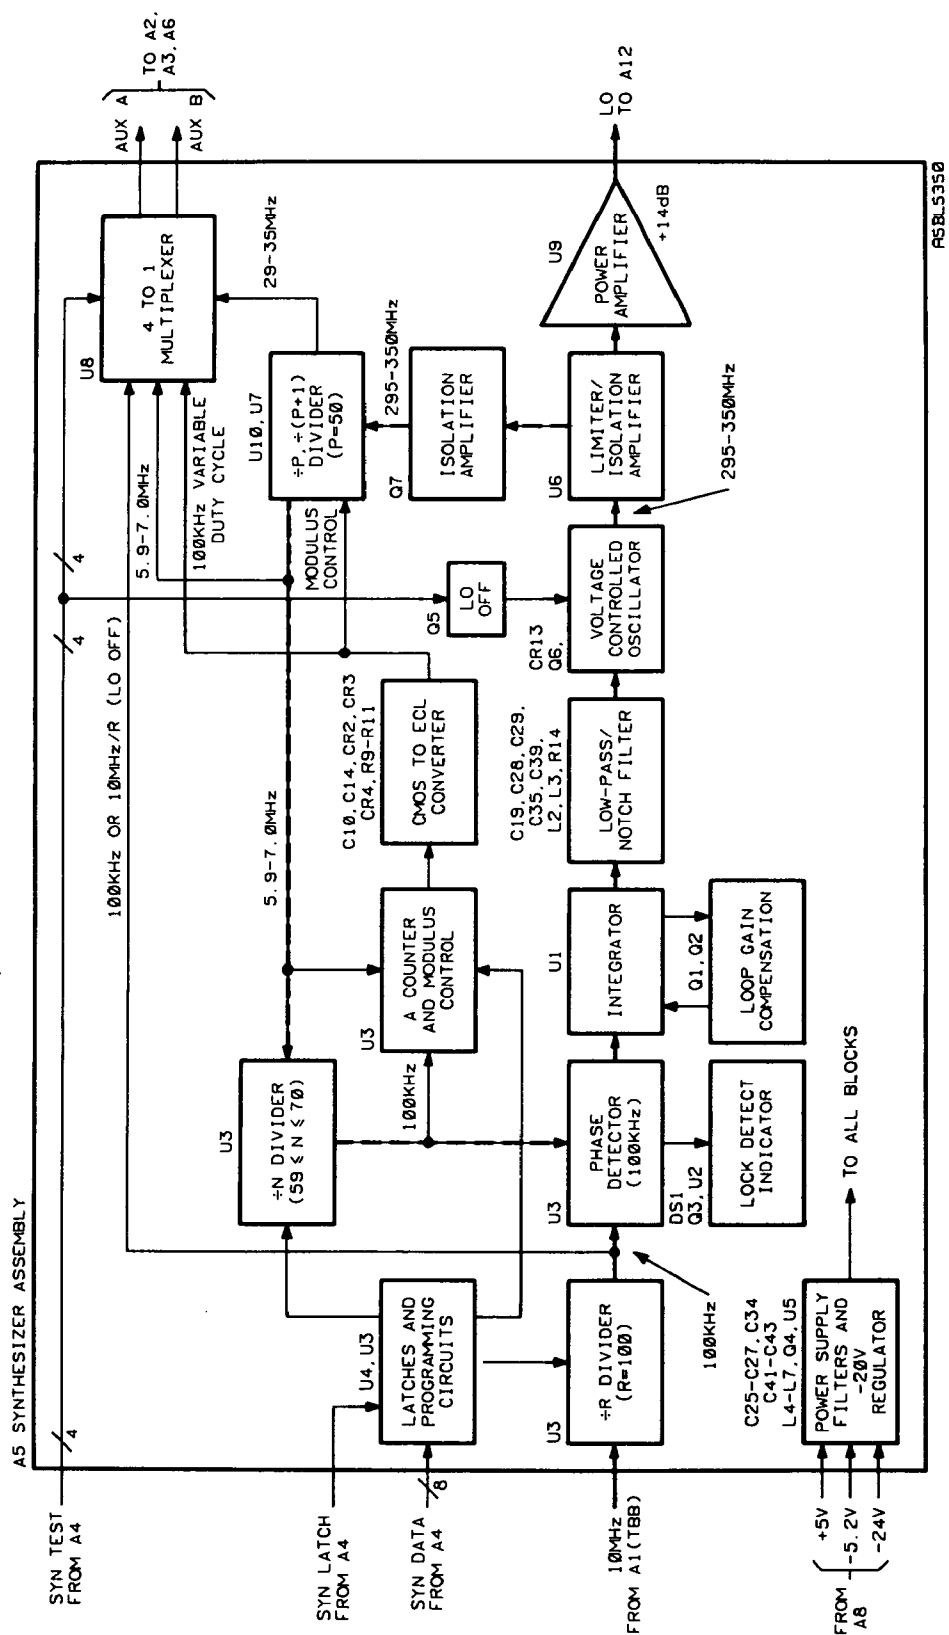 A5 SYNTHESIZER ASSEMBLY
SYN TEST
FROM A4
4
4
4
AUX A
AUX B
TO A2,
A3, A6
100KHz OR 10MHz/R (LO OFF)
5.9-7.0MHz
100KHz VARIABLE
DUTY CYCLE
U8
4 TO 1
MULTIPLEXER
29-35MHz
U3
÷N DIVIDER
(59 ≤ N ≤ 70)
5.9-7.0MHz
MODULUS
CONTROL
U10, U7
÷P, ÷(P+1)
DIVIDER
(P=50)
295-350MHz
SYN LATCH
FROM A4
SYN DATA
FROM A4
8
U4, U3
LATCHES AND
PROGRAMMING
CIRCUITS
100KHz
U3
A COUNTER
AND MODULUS
CONTROL
C10, C14, CR2, CR3
CR4, R9-R11
CMOS TO ECL
CONVERTER
Q5
LO
OFF
Q7
ISOLATION
AMPLIFIER
10MHz
FROM A1(TBB)
U3
÷R DIVIDER
(R=100)
100KHz
U3
PHASE
DETECTOR
(100KHz)
U1
INTEGRATOR
C19, C28, C29,
C35, C39,
L2, L3, R14
LOW-PASS/
NOTCH FILTER
CR13
Q6,
VOLTAGE
CONTROLLED
OSCILLATOR
295-350MHz
U6
LIMITER/
ISOLATION
AMPLIFIER
U9
POWER
AMPLIFIER
+14dB
LO
TO A12
DS1
Q3, U2
LOCK DETECT
INDICATOR
Q1, Q2
LOOP GAIN
COMPENSATION
FROM
A8
+5V
-5.2V
-24V
C25-C27, C34
C41-C43
L4-L7, Q4, U5
POWER SUPPLY
FILTERS AND
-20V
REGULATOR
TO ALL BLOCKS
A5BL5350